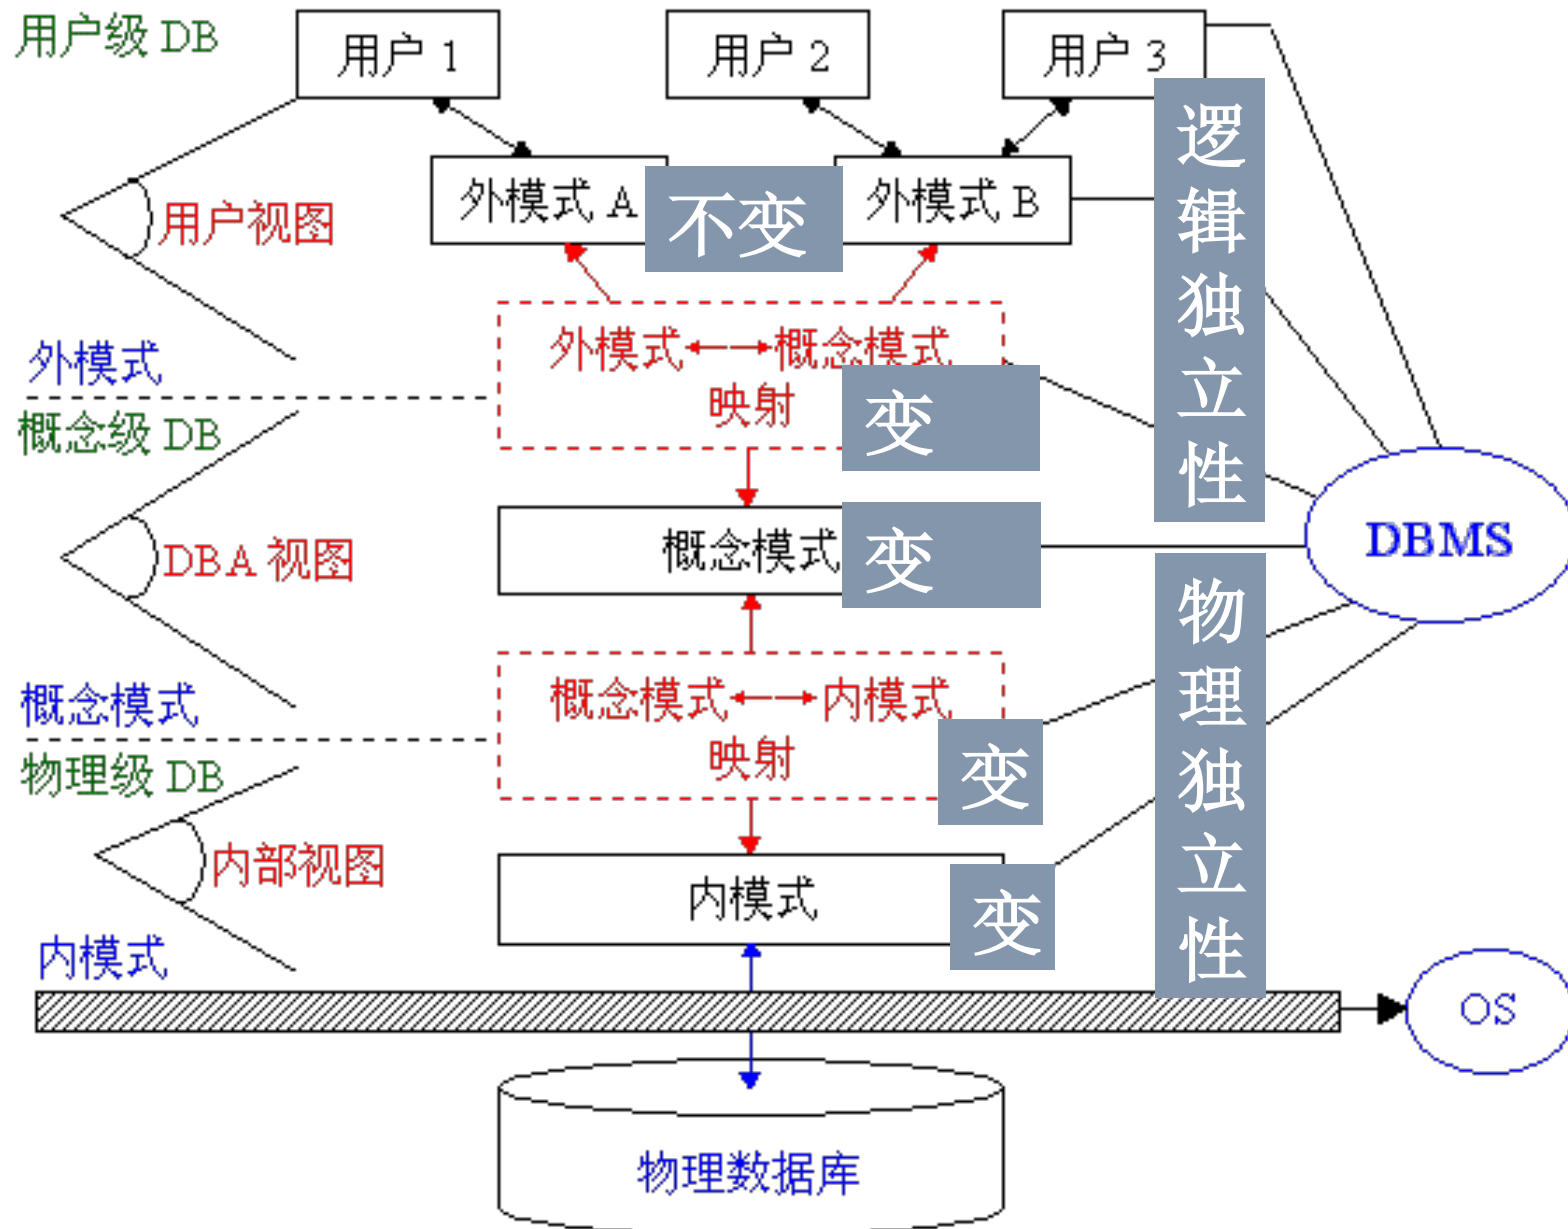 用户级 DB
用户 1
用户 2
用户 3
外模式 A
不变
外模式 B
用户视图
外模式
外模式 概念模式
映射
变
逻辑独立性
概念级 DB
DBA 视图
概念模式
变
DBMS
概念模式
概念模式 内模式
映射
变
物理独立性
物理级 DB
内部视图
内模式
变
内模式
OS
物理数据库